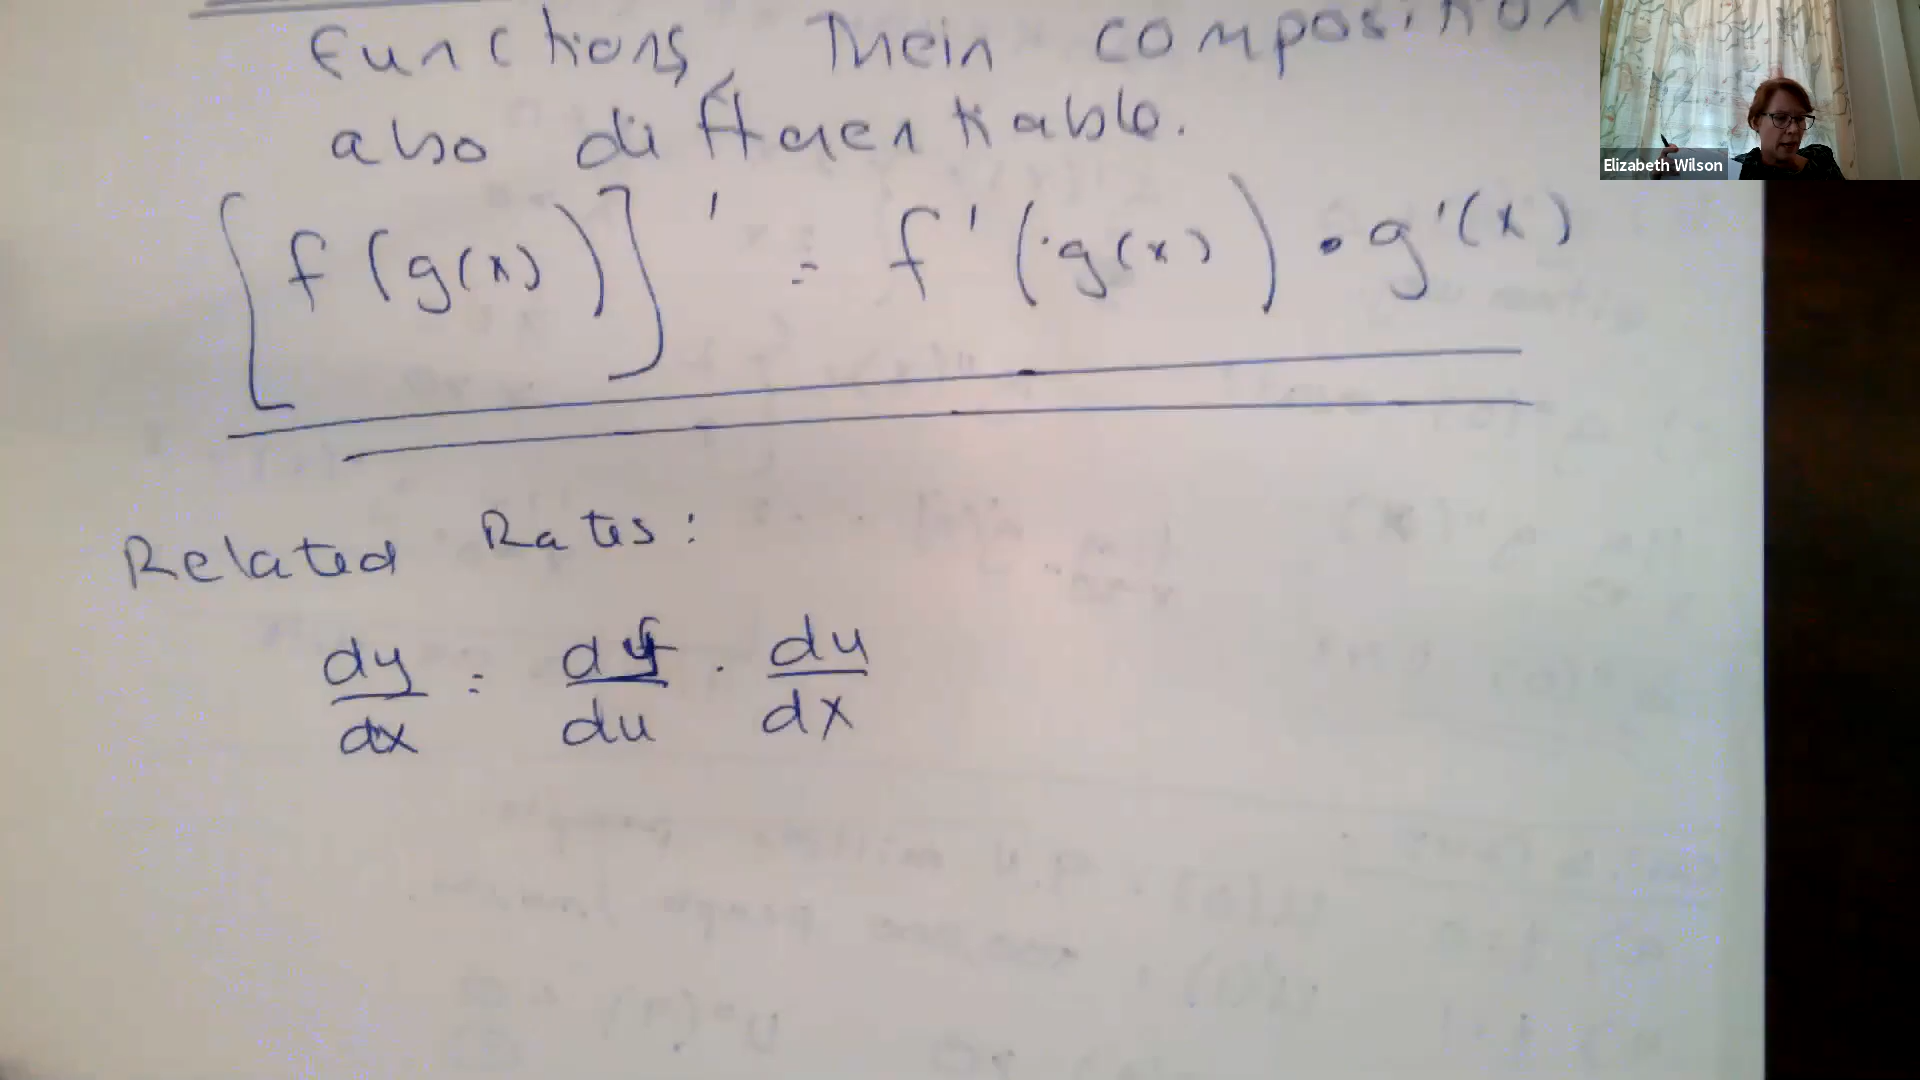 functions, Their composition
also differentiable.
[f(g(x))]' = f'(g(x)) • g'(x)
Related Rates:
dy/dx = dy/du · du/dx
Elizabeth Wilson